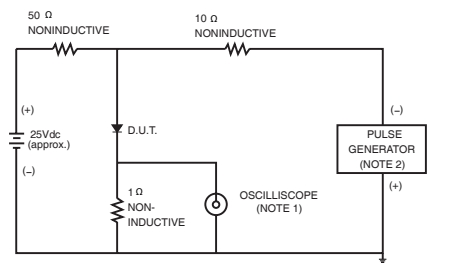 50 Ω
NONINDUCTIVE
10 Ω
NONINDUCTIVE
(+)
25Vdc
(approx.)
(−)
D.U.T.
1 Ω
NON-
INDUCTIVE
OSCILLISCOPE
(NOTE 1)
(−)
PULSE
GENERATOR
(NOTE 2)
(+)